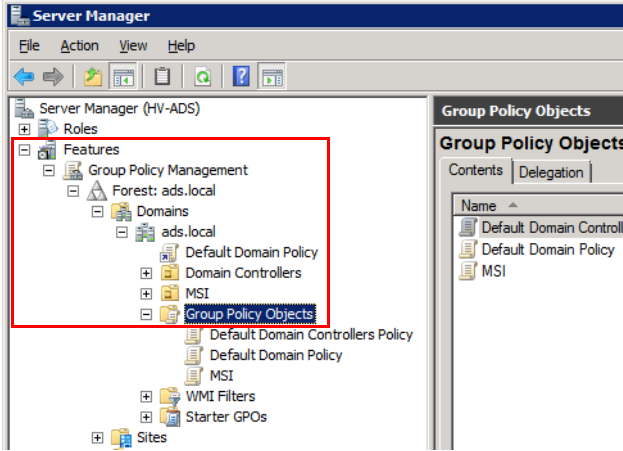 Server Manager
File Action View Help
Server Manager (HV-ADS)
Roles
Features
Group Policy Management
Forest: ads.local
Domains
ads.local
Default Domain Policy
Domain Controllers
MSI
Group Policy Objects
Default Domain Controllers Policy
Default Domain Policy
MSI
WMI Filters
Starter GPOs
Sites
Group Policy Objects
Group Policy Objects
Contents Delegation
Name
Default Domain Controll
Default Domain Policy
MSI